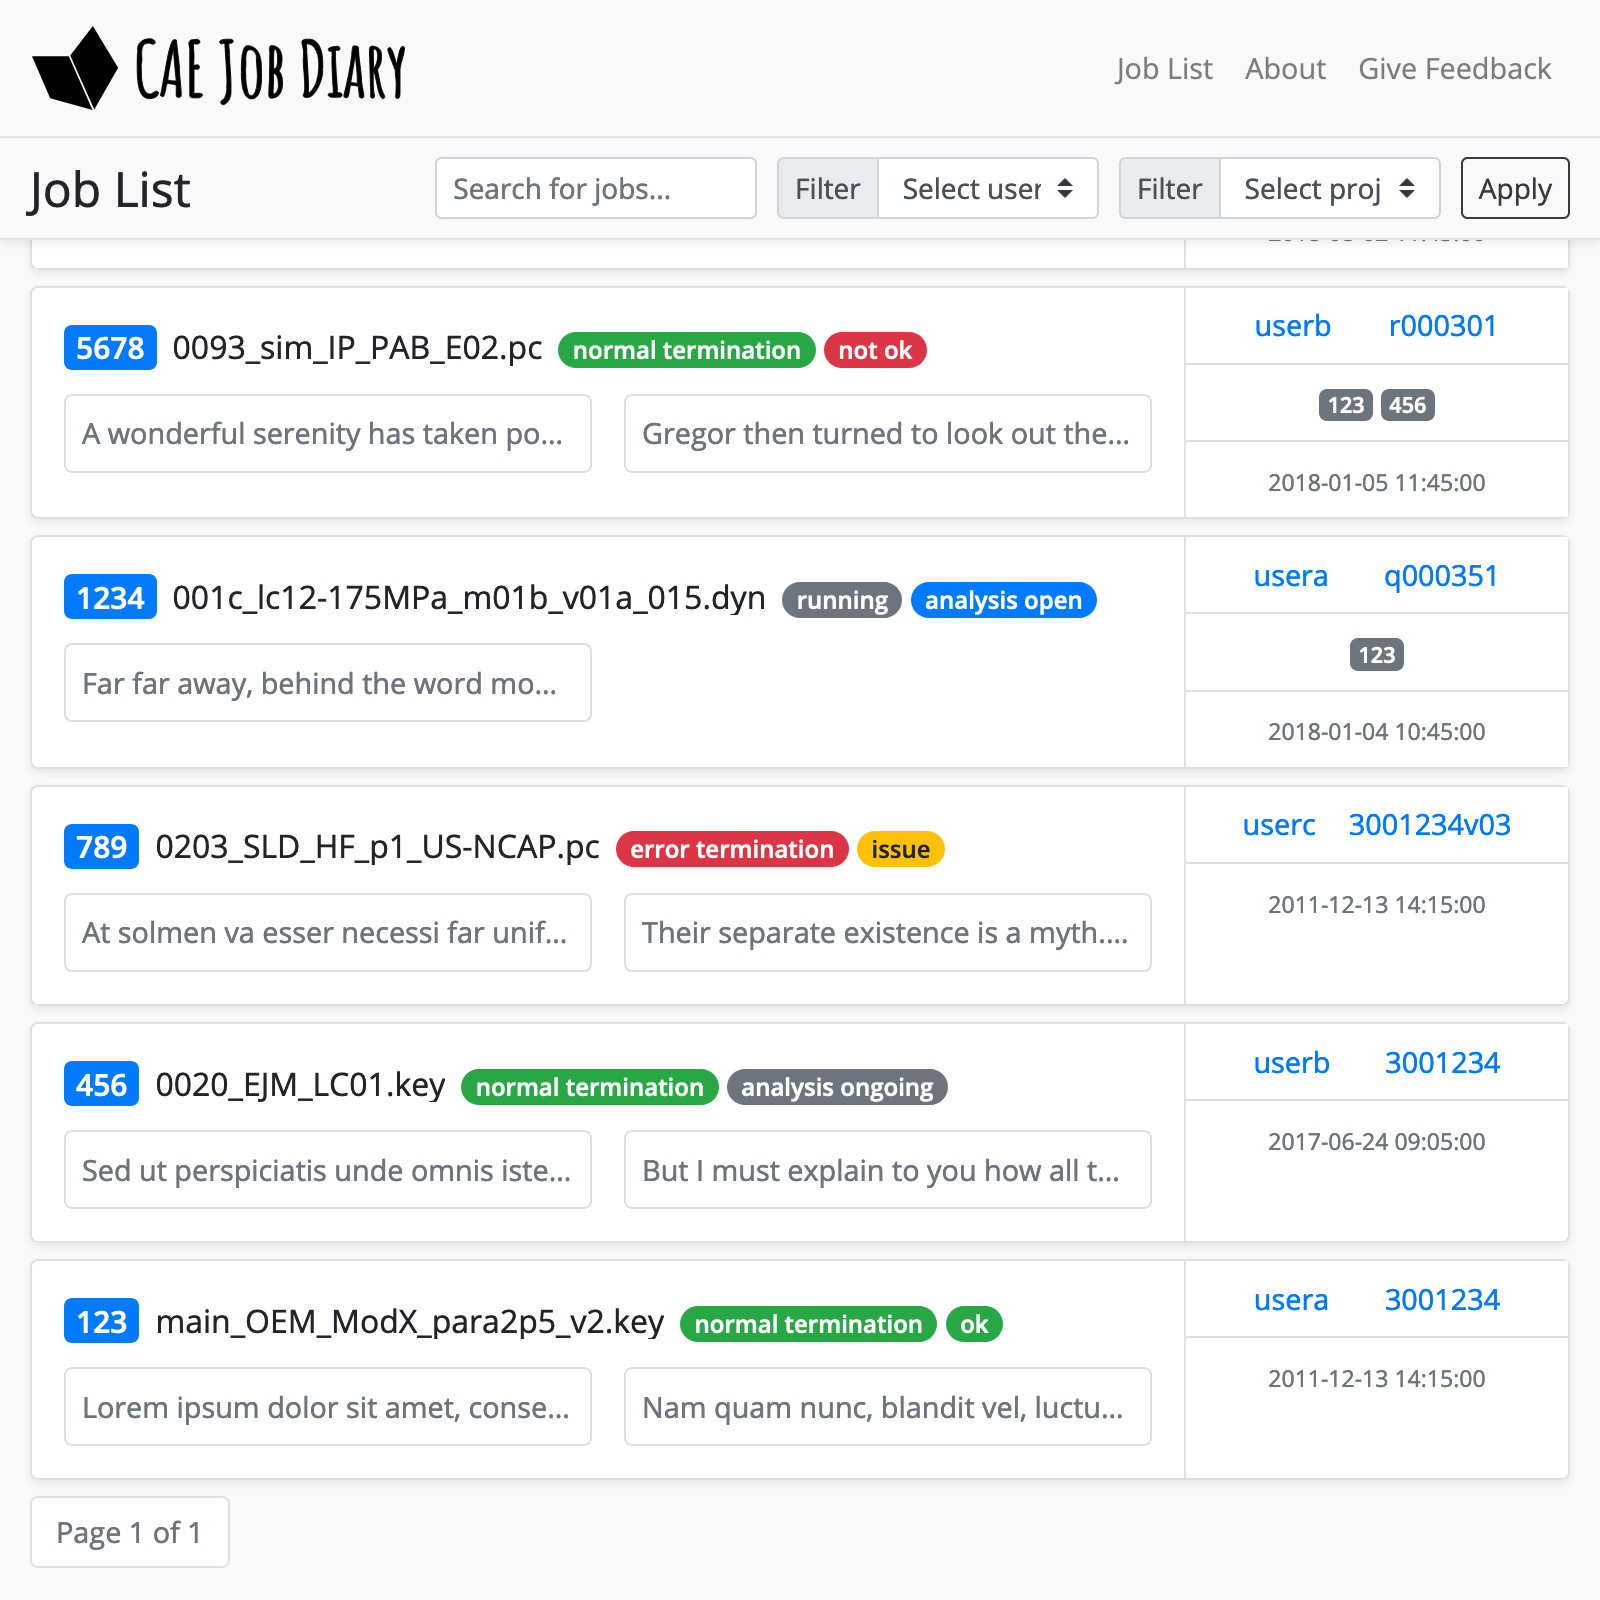 CAE JOB DIARY
Job List About Give Feedback
Job List Search for jobs... Filter Select user Filter Select proj Apply
5678 0093_sim_IP_PAB_E02.pc normal termination not ok
userb r000301
A wonderful serenity has taken po... Gregor then turned to look out the...
123 456
2018-01-05 11:45:00
1234 001c_lc12-175MPa_m01b_v01a_015.dyn running analysis open
usera q000351
Far far away, behind the word mo...
123
2018-01-04 10:45:00
789 0203_SLD_HF_p1_US-NCAP.pc error termination issue
userc 3001234v03
At solmen va esser necessi far unif... Their separate existence is a myth....
2011-12-13 14:15:00
456 0020_EJM_LC01.key normal termination analysis ongoing
userb 3001234
Sed ut perspiciatis unde omnis iste... But I must explain to you how all t...
2017-06-24 09:05:00
123 main_OEM_ModX_para2p5_v2.key normal termination ok
usera 3001234
Lorem ipsum dolor sit amet, conse... Nam quam nunc, blandit vel, luctu...
2011-12-13 14:15:00
Page 1 of 1